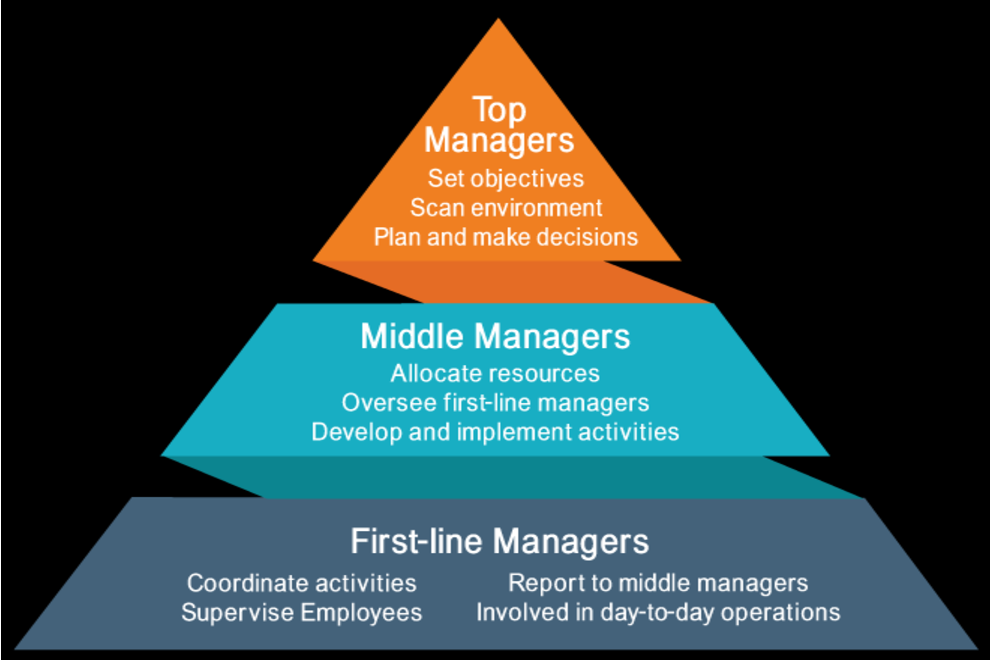 Top
Managers
Set objectives
Scan environment
Plan and make decisions
Middle Managers
Allocate resources
Oversee first-line managers
Develop and implement activities
First-line Managers
Coordinate activities
Supervise Employees
Report to middle managers
Involved in day-to-day operations